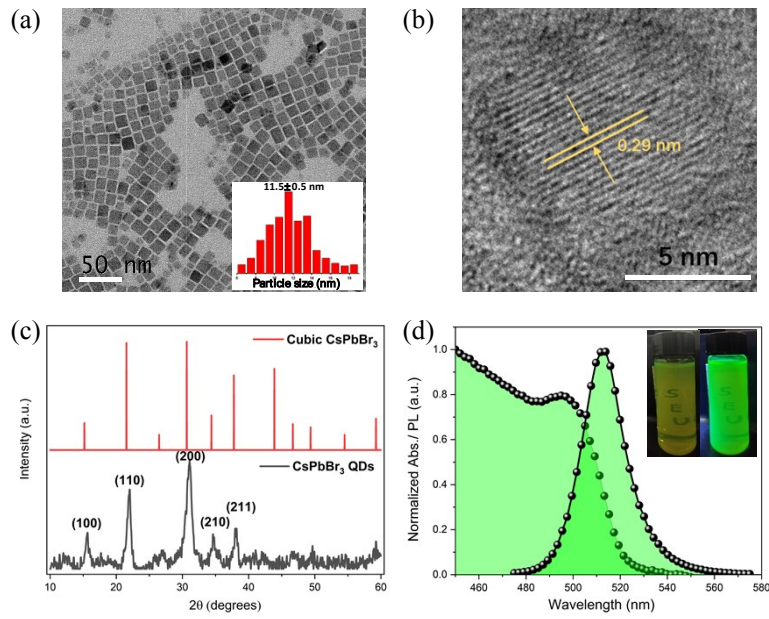 (a)
50 nm
11.5±0.5 nm
Particle size (nm)
(b)
0.29 nm
5 nm
(c)
Intensity (a.u.)
Cubic CsPbBr3
CsPbBr3 QDs
(100)
(110)
(200)
(210)
(211)
10 20 30 40 50 60
2θ (degrees)
(d)
Normalized Abs./ PL (a.u.)
1.0
0.8
0.6
0.4
0.2
0.0
460 480 500 520 540 560 580
Wavelength (nm)
SEU
SEU